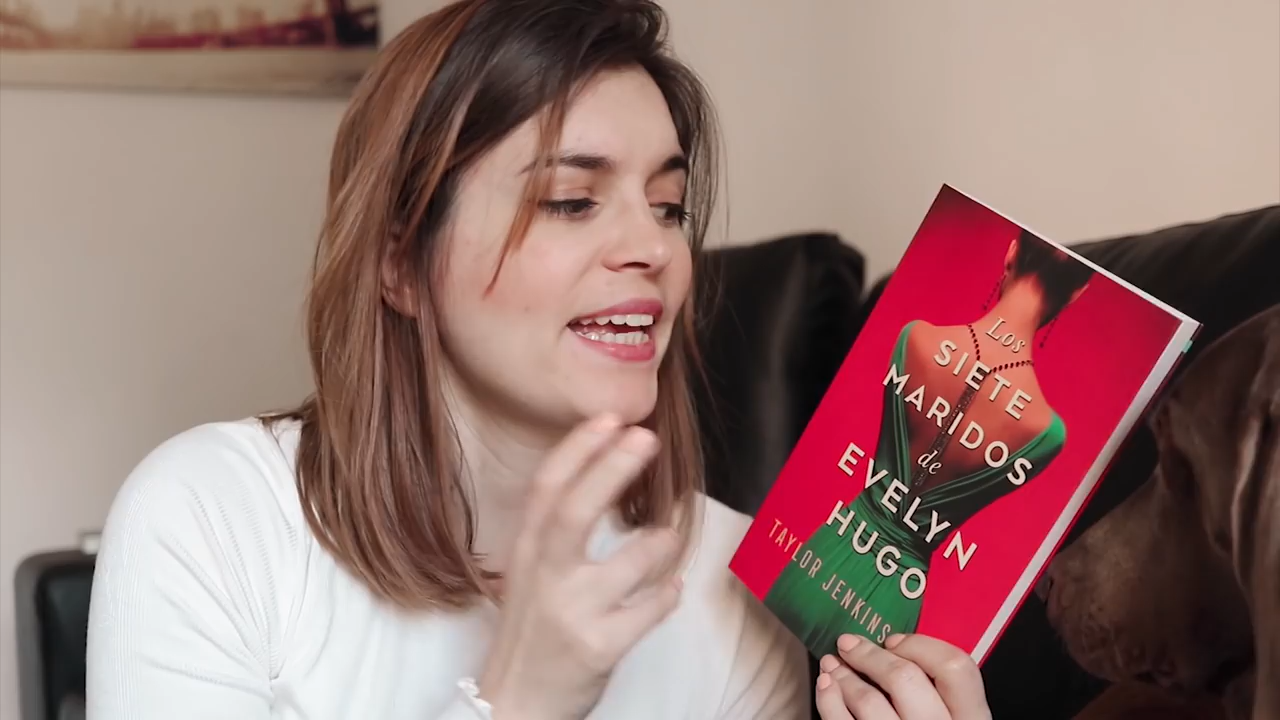 Los
SIETE
MARIDOS
de
EVELYN
HUGO
TAYLOR JENKINS